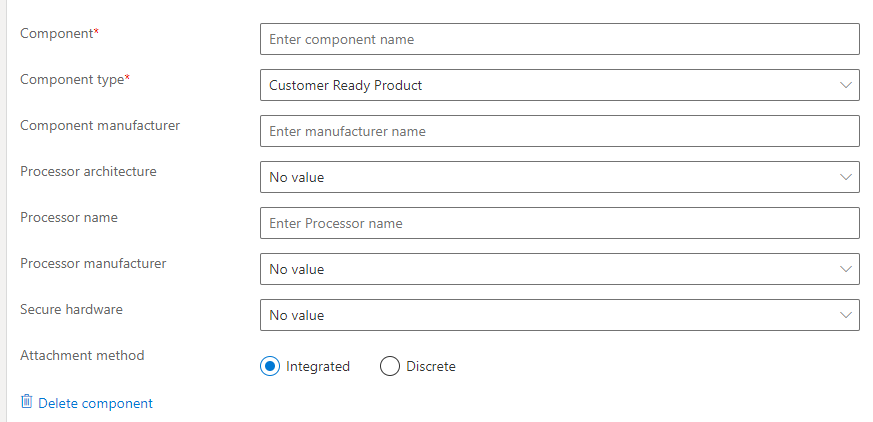 Component*
Enter component name
Component type*
Customer Ready Product
Component manufacturer
Enter manufacturer name
Processor architecture
No value
Processor name
Enter Processor name
Processor manufacturer
No value
Secure hardware
No value
Attachment method
Integrated Discrete
Delete component